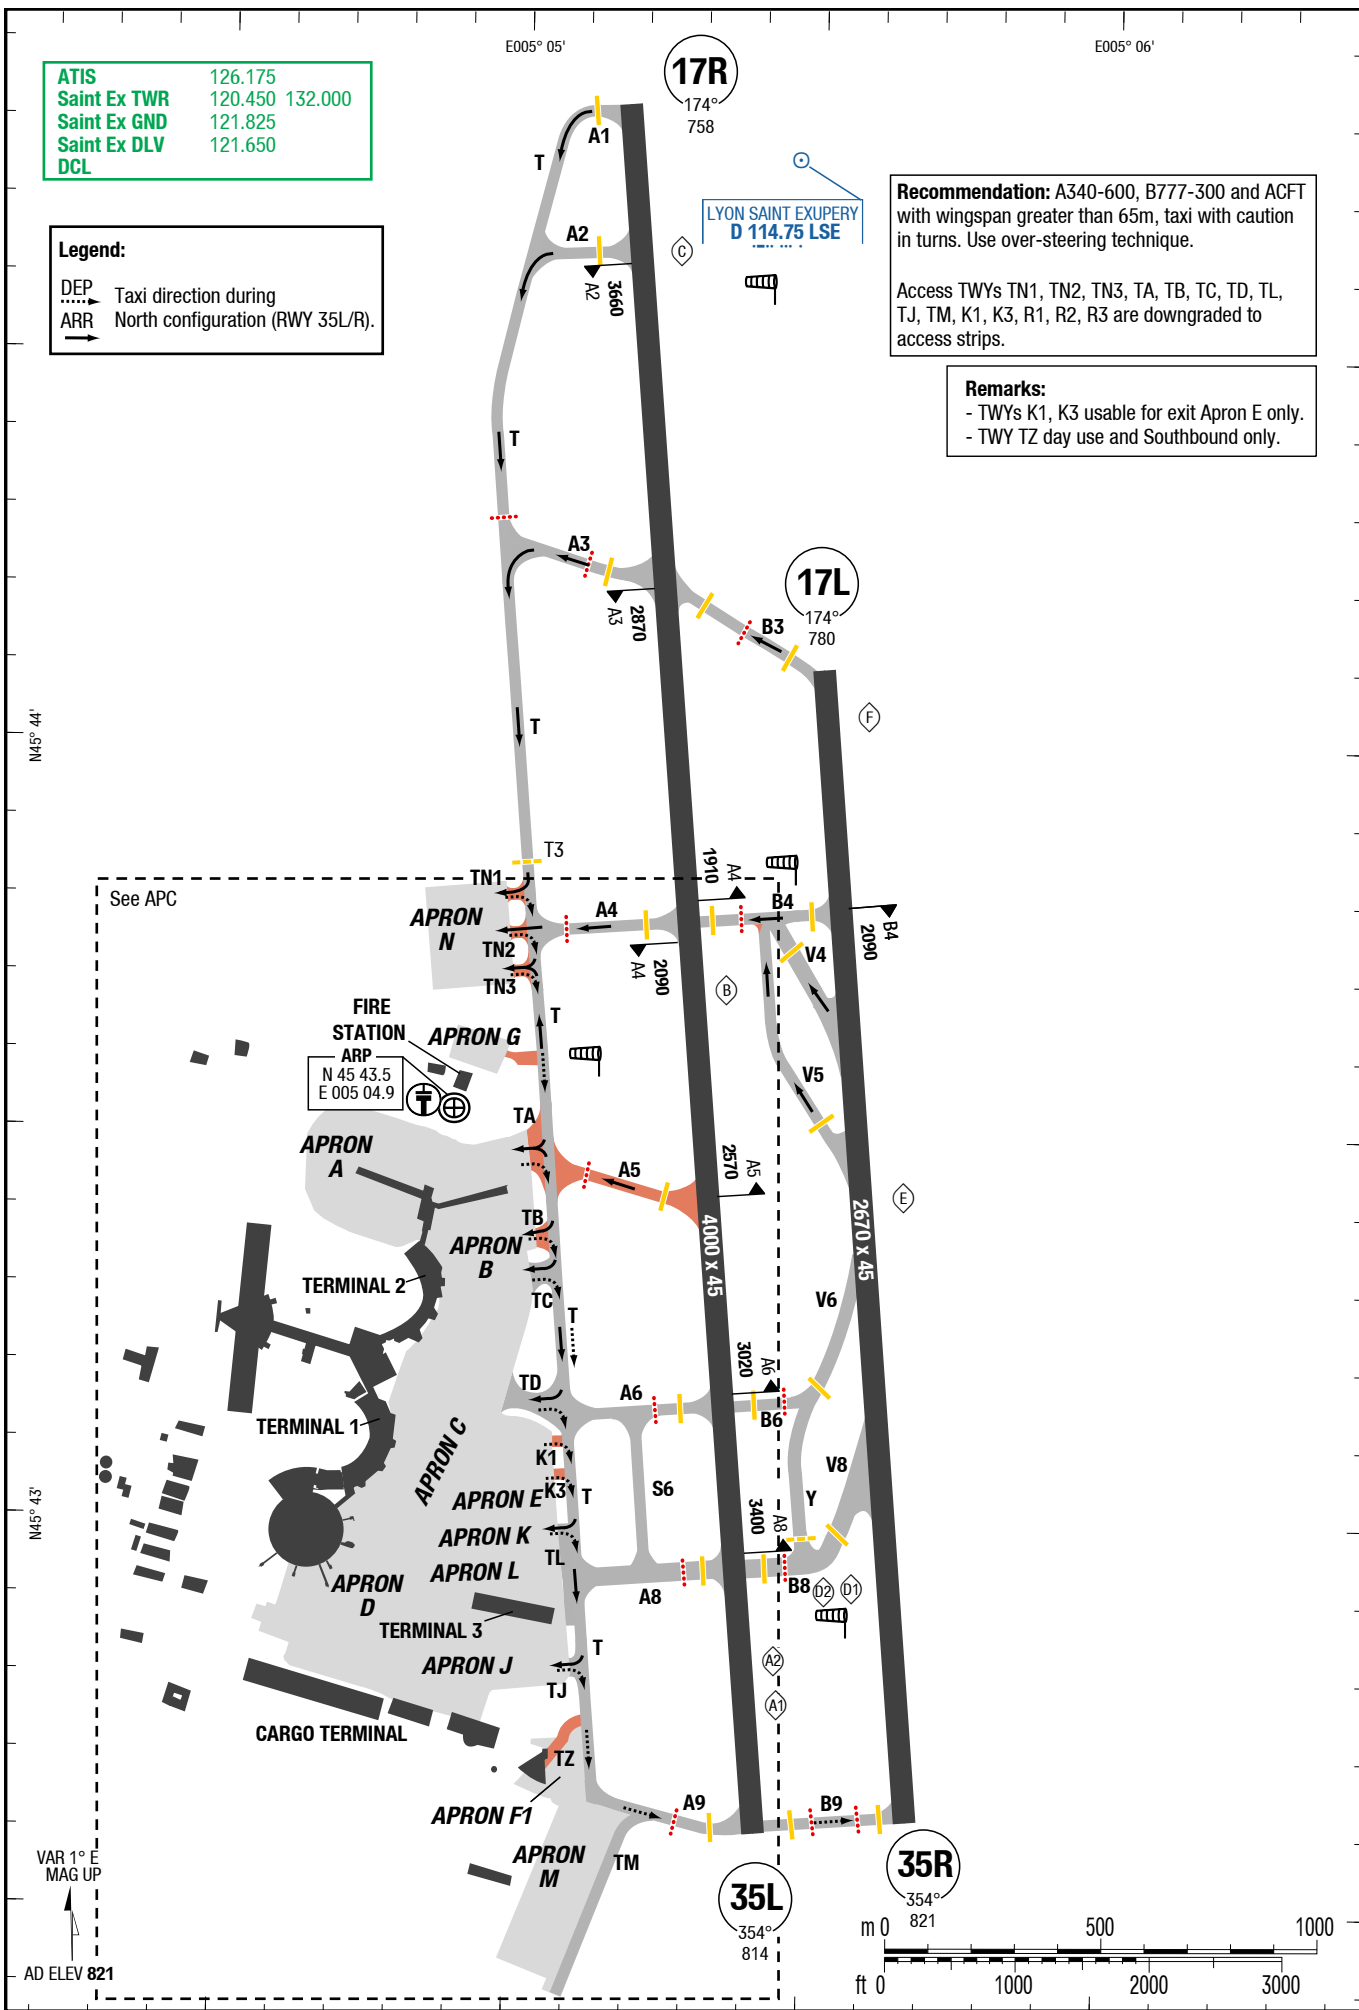 E005° 05'
E005° 06'
ATIS 126.175
Saint Ex TWR 120.450 132.000
Saint Ex GND 121.825
Saint Ex DLV 121.650
DCL
17R
174°
758
A1
T
LYON SAINT EXUPERY
D 114.75 LSE
Recommendation: A340-600, B777-300 and ACFT
with wingspan greater than 65m, taxi with caution
in turns. Use over-steering technique.
Access TWYs TN1, TN2, TN3, TA, TB, TC, TD, TL,
TJ, TM, K1, K3, R1, R2, R3 are downgraded to
access strips.
Legend:
DEP
ARR
Taxi direction during
North configuration (RWY 35L/R).
A2
C
A2
3660
Remarks:
- TWYs K1, K3 usable for exit Apron E only.
- TWY TZ day use and Southbound only.
T
A3
A3
2870
17L
174°
780
B3
F
N45° 44'
T
T3
See APC
TN1
APRON
N
TN2
TN3
A4
1910
A4
B4
B4
2090
A4
2090
V4
B
FIRE
STATION
ARP
N 45 43.5
E 005 04.9
APRON G
T
V5
TA
APRON
A
A5
2570
A5
E
TB
APRON
B
4000 x 45
2670 x 45
TERMINAL 2
TC
T
V6
TD
A6
3020
A6
B6
TERMINAL 1
APRON C
K1
K3
APRON E
T
S6
V8
Y
N45° 43'
APRON K
3400
A8
TL
APRON L
APRON
D
A8
B8
D2
D1
TERMINAL 3
T
APRON J
TJ
A2
A1
CARGO TERMINAL
TZ
APRON F1
A9
B9
APRON
M
TM
35L
354°
814
35R
354°
821
VAR 1° E
MAG UP
AD ELEV 821
m 0 500 1000
ft 0 1000 2000 3000